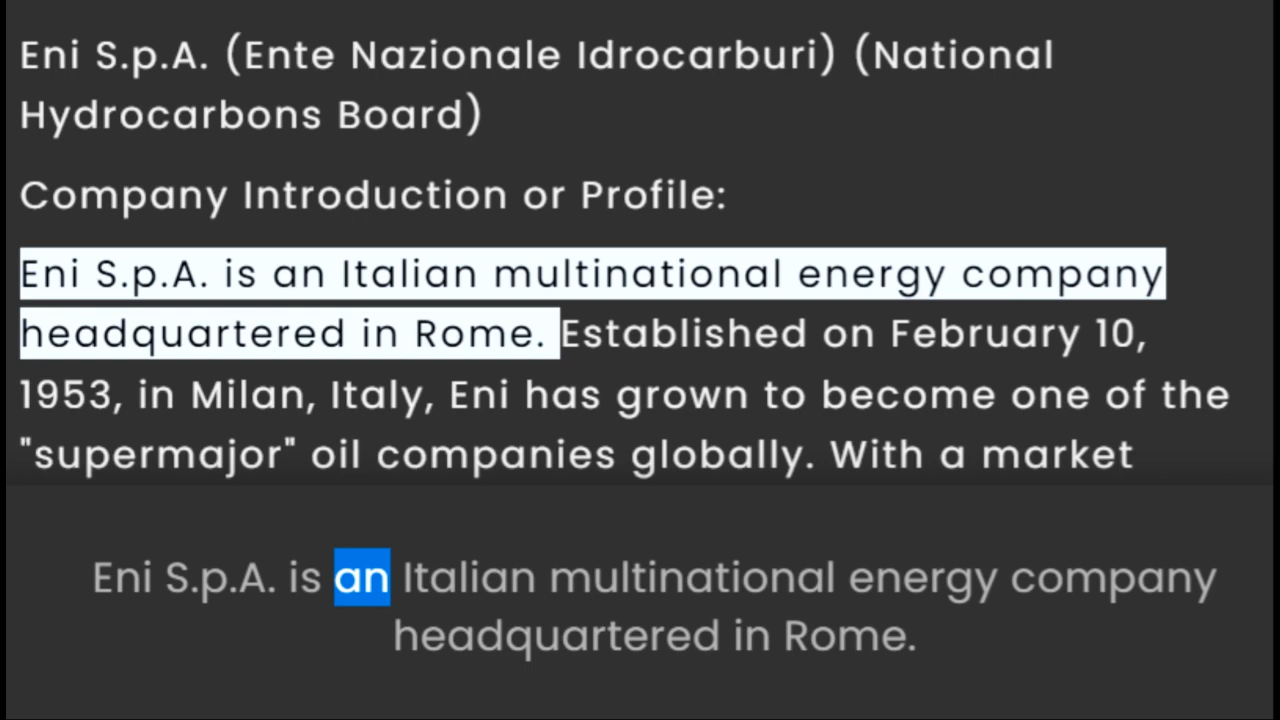 Eni S.p.A. (Ente Nazionale Idrocarburi) (National
Hydrocarbons Board)
Company Introduction or Profile:
Eni S.p.A. is an Italian multinational energy company
headquartered in Rome. Established on February 10,
1953, in Milan, Italy, Eni has grown to become one of the
"supermajor" oil companies globally. With a market
Eni S.p.A. is an Italian multinational energy company
headquartered in Rome.